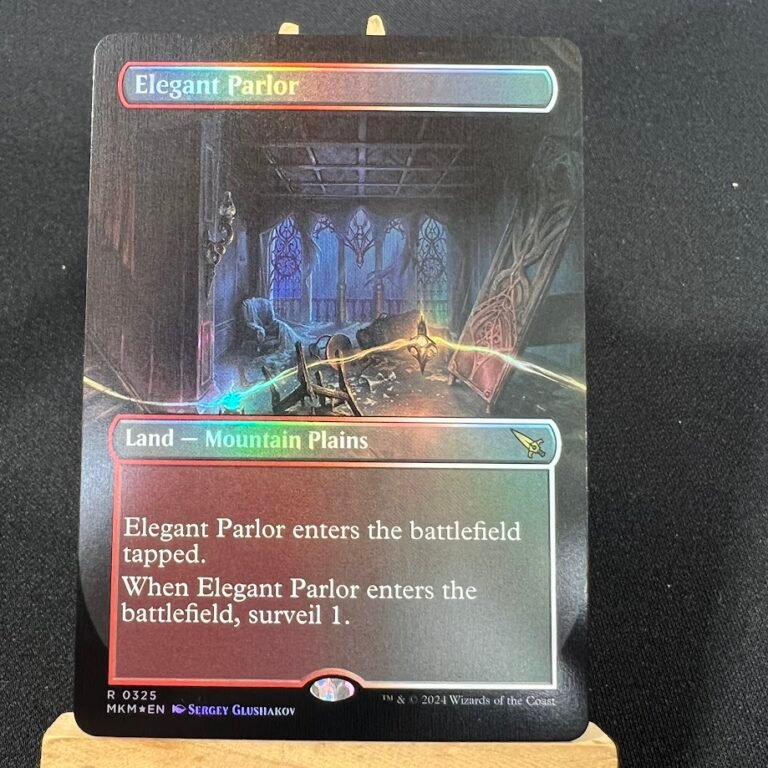 Elegant Parlor
Land — Mountain Plains
Elegant Parlor enters the battlefield
tapped.
When Elegant Parlor enters the
battlefield, surveil 1.
R 0325
MKM★EN Sergey Glushakov
™ & © 2024 Wizards of the Coast